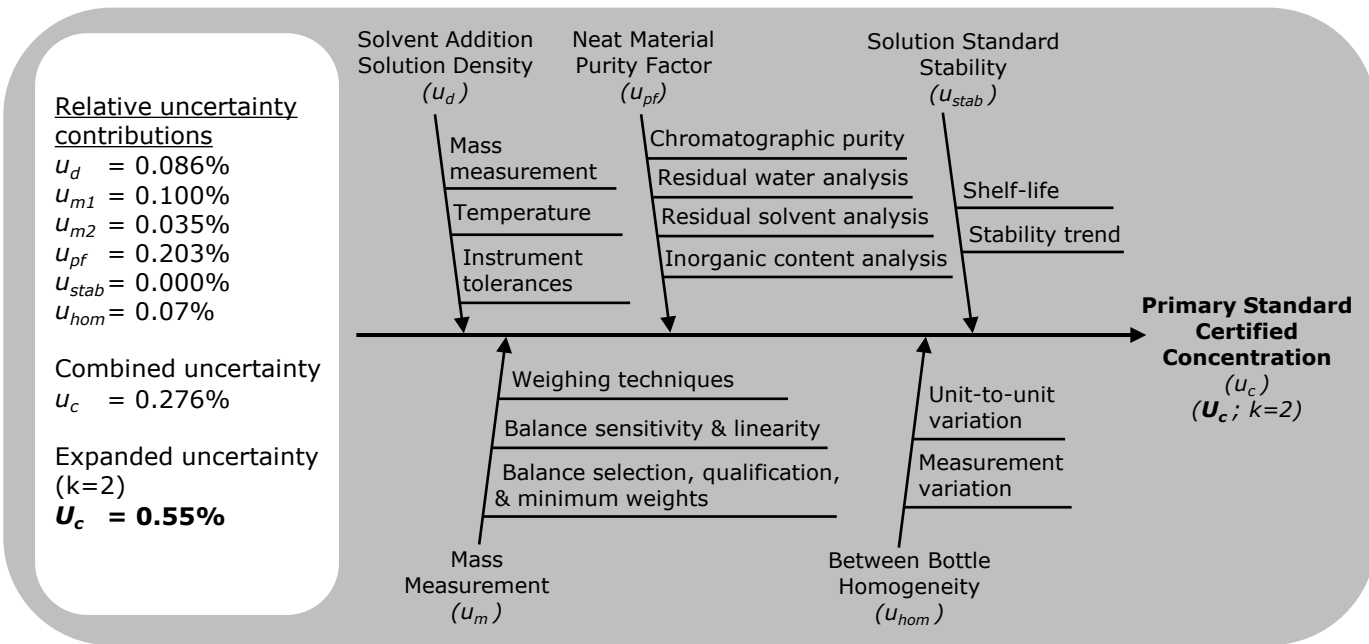 Relative uncertainty
contributions
u_d = 0.086%
u_m1 = 0.100%
u_m2 = 0.035%
u_pf = 0.203%
u_stab = 0.000%
u_hom = 0.07%
Combined uncertainty
u_c = 0.276%
Expanded uncertainty
(k=2)
U_c = 0.55%
Solvent Addition
Solution Density
(u_d)
Mass
measurement
Temperature
Instrument
tolerances
Neat Material
Purity Factor
(u_pf)
Chromatographic purity
Residual water analysis
Residual solvent analysis
Inorganic content analysis
Solution Standard
Stability
(u_stab)
Shelf-life
Stability trend
Weighing techniques
Balance sensitivity & linearity
Balance selection, qualification,
& minimum weights
Mass
Measurement
(u_m)
Unit-to-unit
variation
Measurement
variation
Between Bottle
Homogeneity
(u_hom)
Primary Standard
Certified
Concentration
(u_c)
(U_c; k=2)